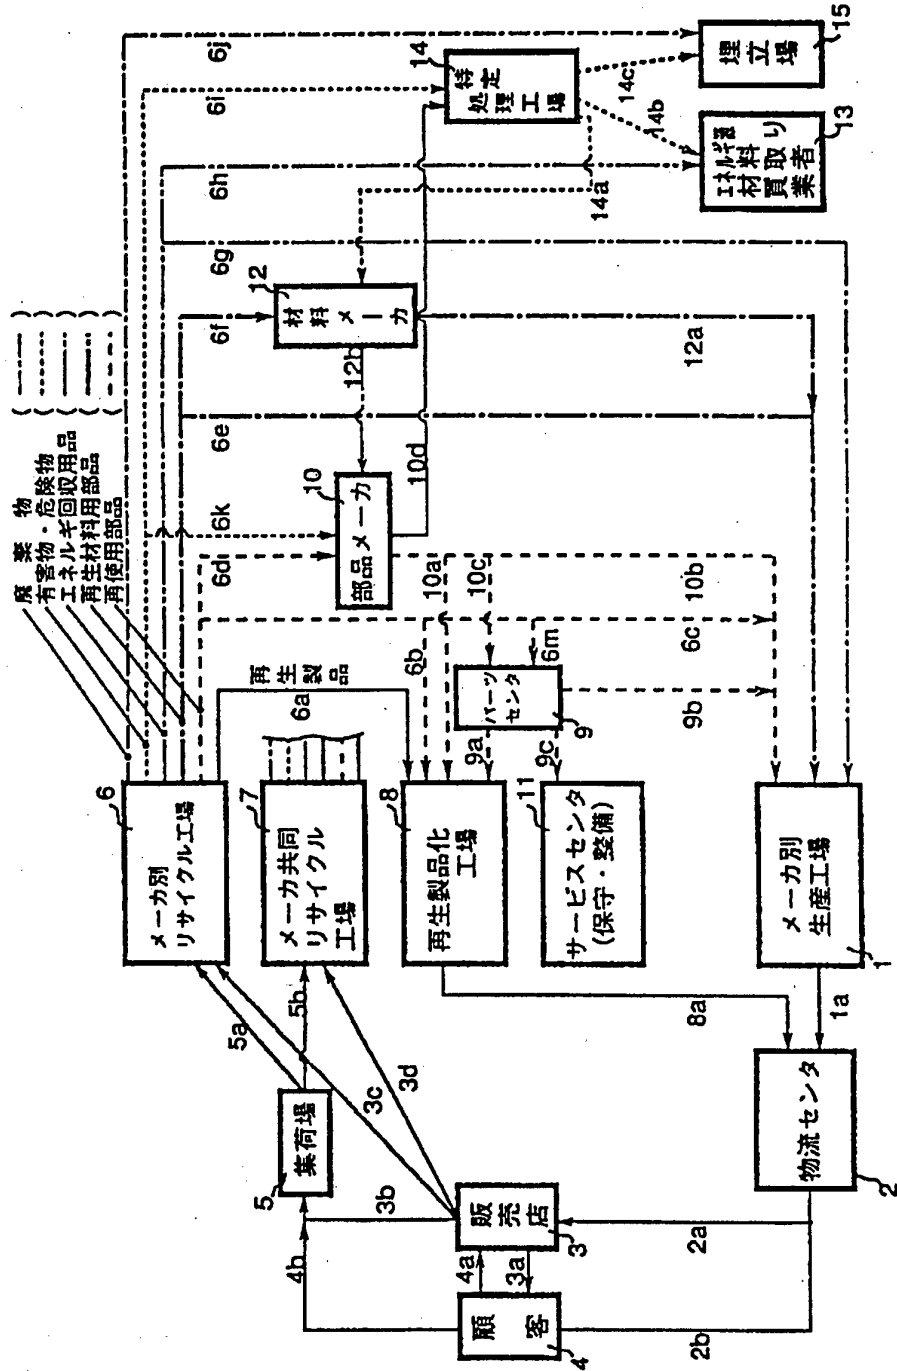 廃棄物 ( )
有害物・危険物 ( )
エネルギ回収用品 ( )
再生材料用部品 ( )
再使用部品 ( )
6
メーカ別
リサイクル工場
7
メーカ共同
リサイクル
工場
8
再生製品化
工場
11
サービスセンタ
(保守・整備)
メーカ別
生産工場
1
物流センタ
2
販売店
3
顧客
4
5
集荷場
パーツ
センタ
9
10
部品メーカ
12
材料
メーカ
14
特定
処理工場
埋立場
15
材料
買取り
業者
13
再生
製品
6a
6b
6c
6d
6e
6f
6g
6h
6i
6j
6k
6m
5a
5b
4a
4b
3a
3b
3c
3d
2a
2b
1a
8a
9a
9b
9c
10a
10b
10c
10d
12a
12b
14a
14b
14c